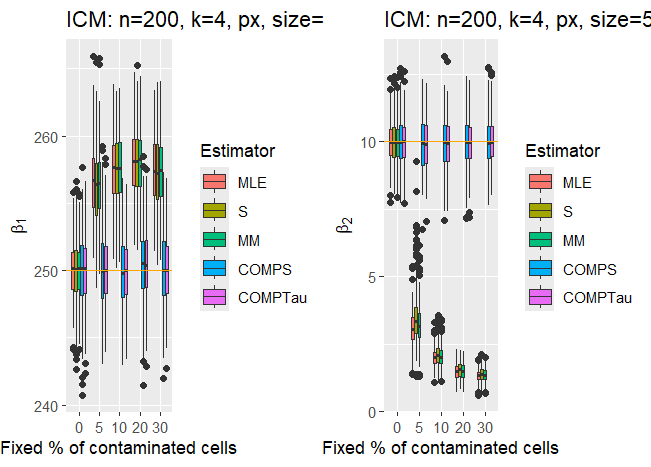 ICM: n=200, k=4, px, size=
260
250
240
β1
0 5 10 20 30
Fixed % of contaminated cells
Estimator
MLE
S
MM
COMPS
COMPTau
ICM: n=200, k=4, px, size=5
10
5
0
β2
0 5 10 20 30
Fixed % of contaminated cells
Estimator
MLE
S
MM
COMPS
COMPTau